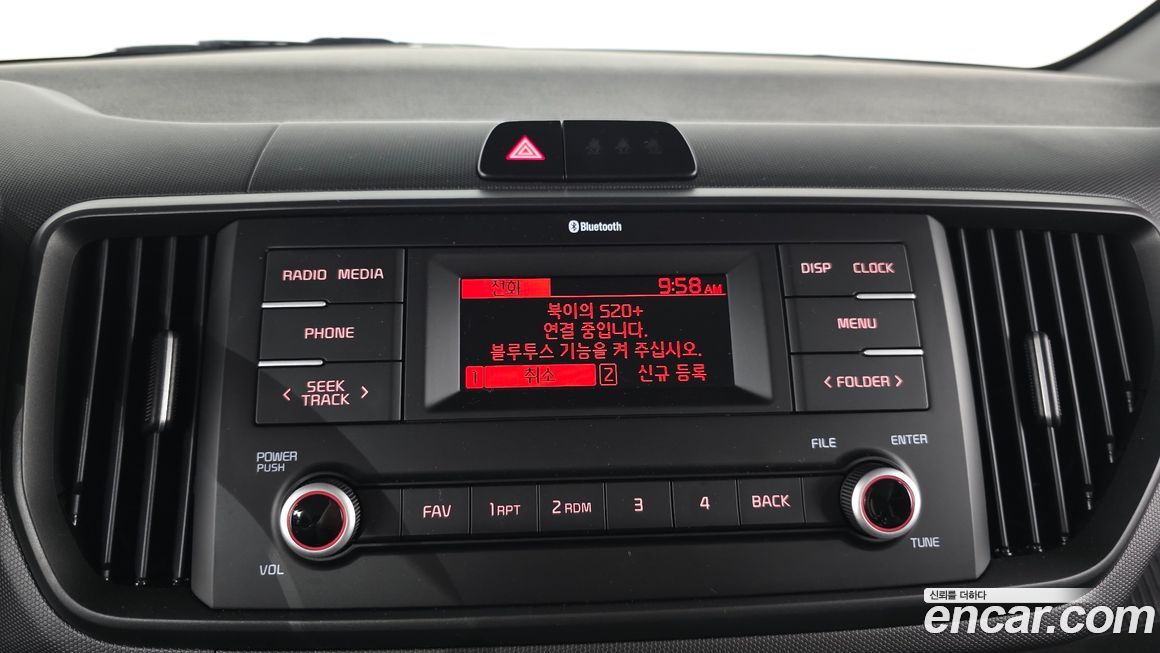 Bluetooth
RADIO MEDIA
DISP CLOCK
전화 9:58 AM
북이의 S20+
연결 중입니다.
블루투스 기능을 켜 주십시오.
1 취소 2 신규 등록
PHONE
MENU
< SEEK TRACK >
< FOLDER >
POWER
PUSH
FILE
ENTER
FAV
1 RPT
2 RDM
3
4
BACK
VOL
TUNE
신뢰를 더하다
encar.com